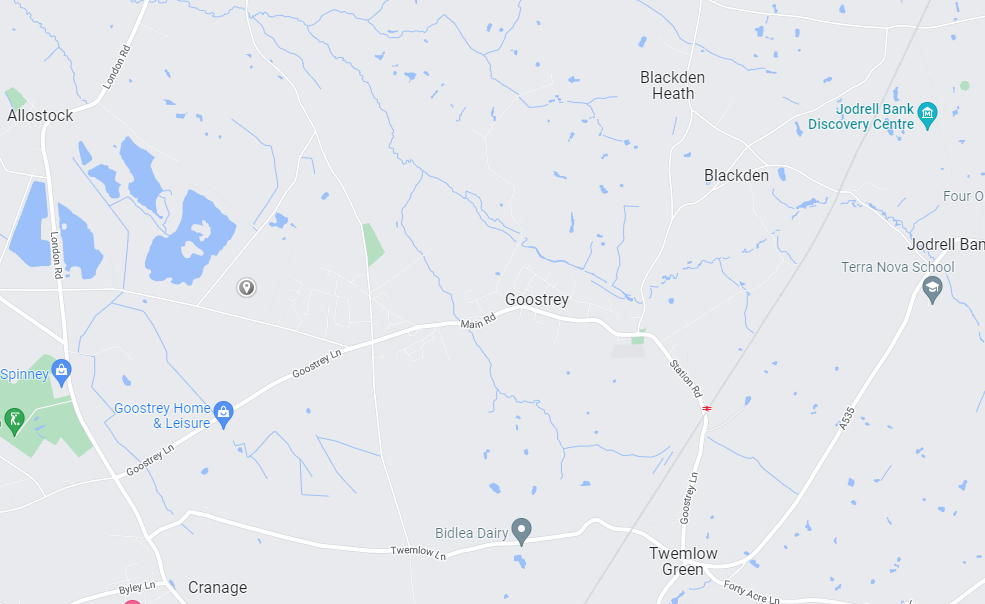 London Rd
Allostock
Blackden
Heath
Jodrell Bank
Discovery Centre
Blackden
Four O
London Rd
Jodrell Ban
Terra Nova School
Goostrey
Main Rd
Goostrey Ln
Station Rd
Spinney
Goostrey Home
& Leisure
A535
Goostrey Ln
Goostrey Ln
Bidlea Dairy
Twemlow Ln
Twemlow
Green
Byley Ln
Cranage
Forty Acre Ln